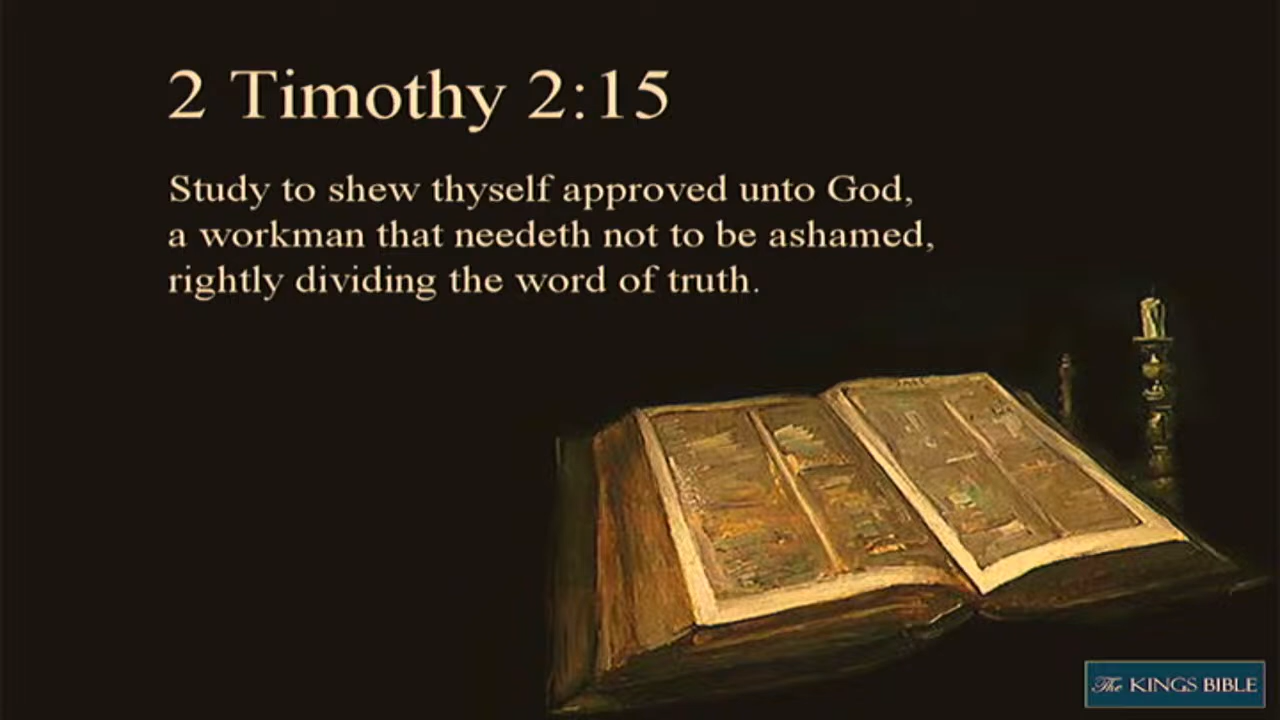 2 Timothy 2:15
Study to shew thyself approved unto God,
a workman that needeth not to be ashamed,
rightly dividing the word of truth.
The KINGS BIBLE